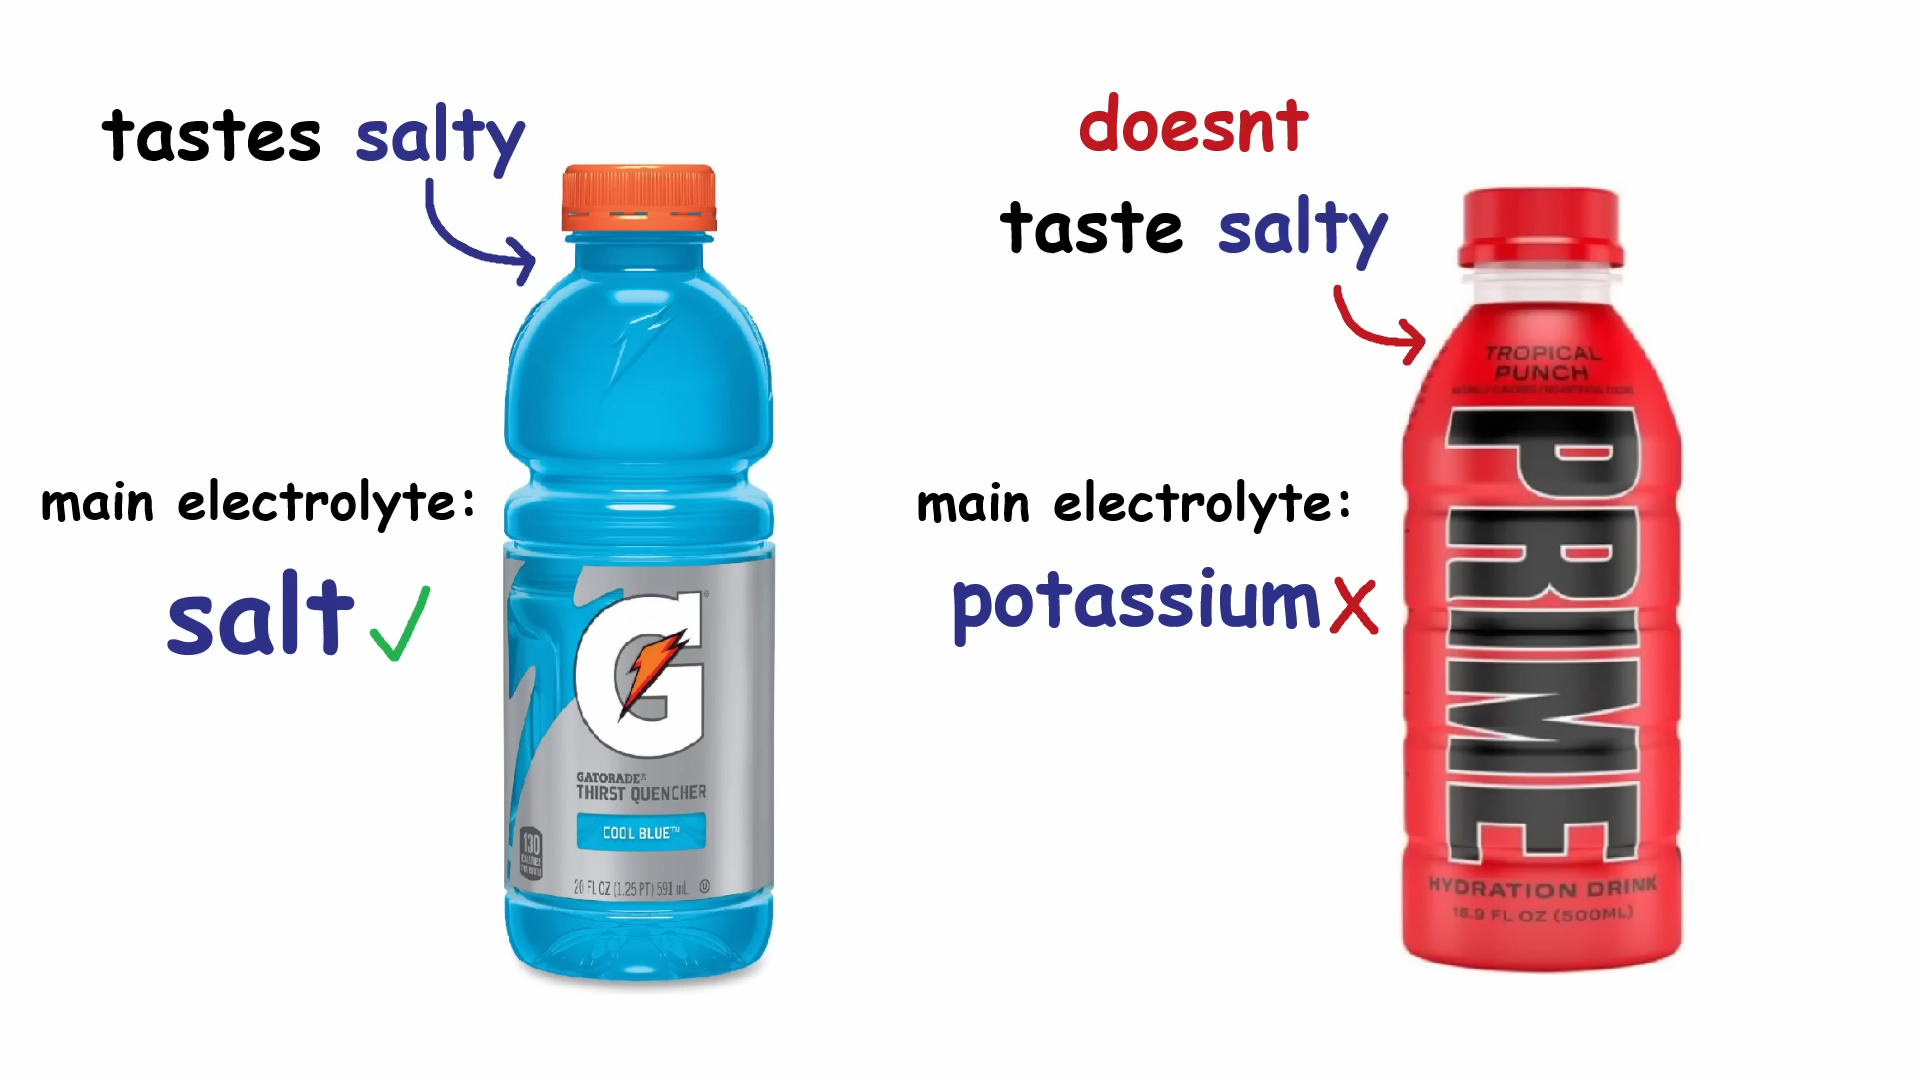 tastes salty
main electrolyte:
salt
G
GATORADE®
THIRST QUENCHER
COOL BLUE™
130
20 FL OZ (1.25 PT) 591 mL
doesnt
taste salty
main electrolyte:
potassium x
TROPICAL
PUNCH
PRIME
HYDRATION DRINK
16.9 FL OZ (500ML)